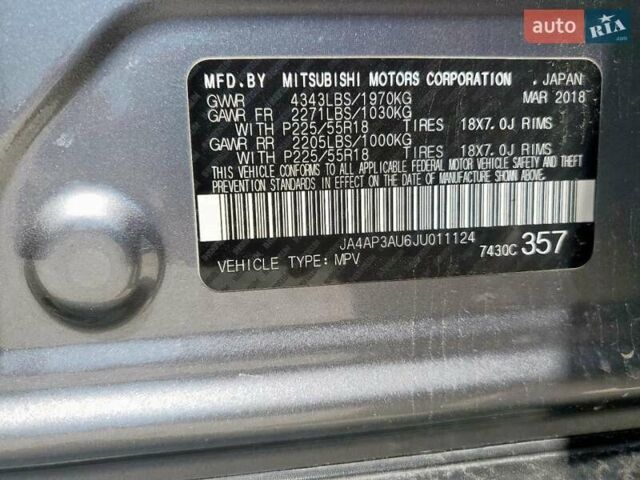 auto RIA .com
MFD.BY MITSUBISHI MOTORS CORPORATION . JAPAN
GVWR 4343LBS/1970KG MAR 2018
GAWR FR 2271LBS/1030KG
WITH P225/55R18 TIRES 18X7.0J RIMS
GAWR RR 2205LBS/1000KG
WITH P225/55R18 TIRES 18X7.0J RIMS
THIS VEHICLE CONFORMS TO ALL APPLICABLE FEDERAL MOTOR VEHICLE SAFETY AND THEFT
PREVENTION STANDARDS IN EFFECT ON THE DATE OF MANUFACTURE SHOWN ABOVE.
JA4AP3AU6JU011124
7430C 357
VEHICLE TYPE: MPV